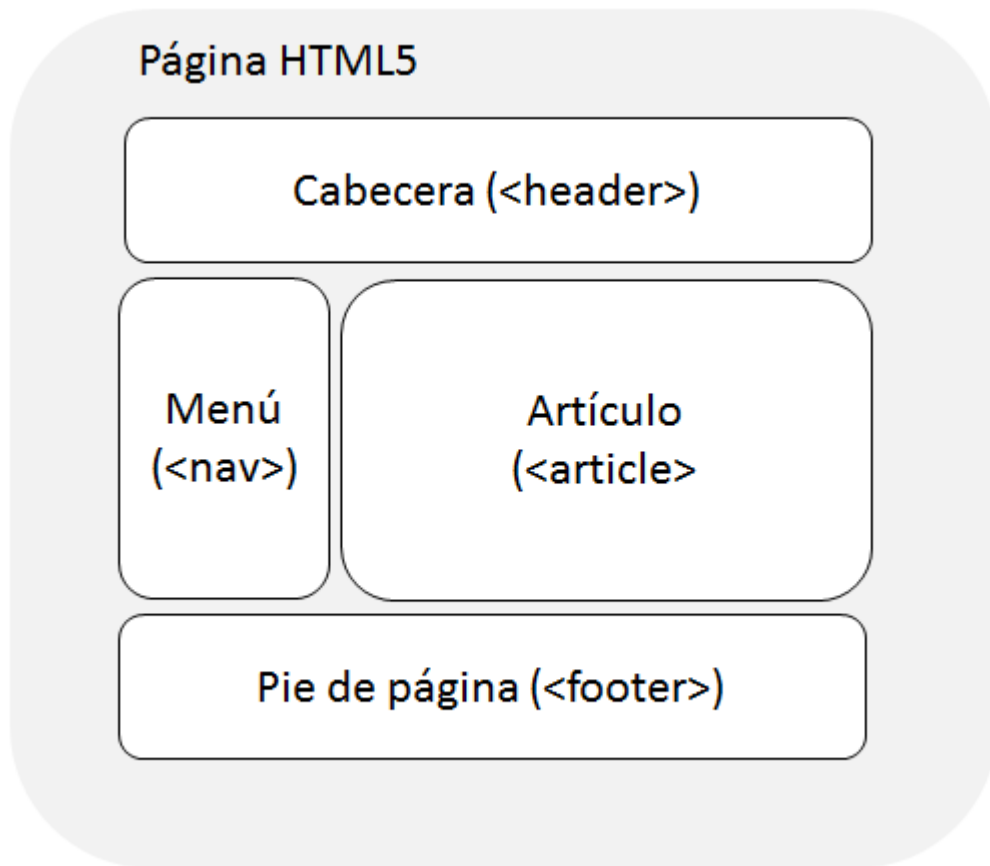 Página HTML5
Cabecera (<header>)
Menú
(<nav>)
Artículo
(<article>
Pie de página (<footer>)